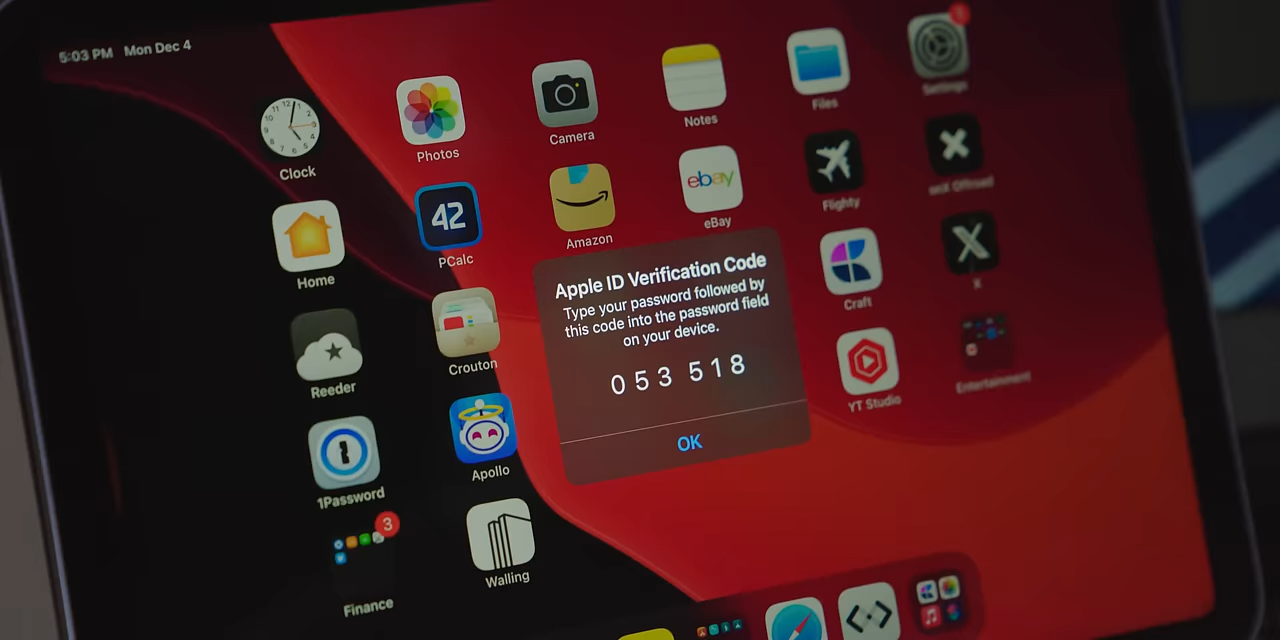 5:03 PM Mon Dec 4
Clock
Photos
Camera
Notes
Files
Settings
Home
42
PCalc
Amazon
ebay
eBay
Flighty
Apple ID Verification Code
Type your password followed by
this code into the password field
on your device.
053 518
OK
Reeder
Crouton
Craft
X
1Password
Apollo
YT Studio
Entertainment
3
Finance
Walling